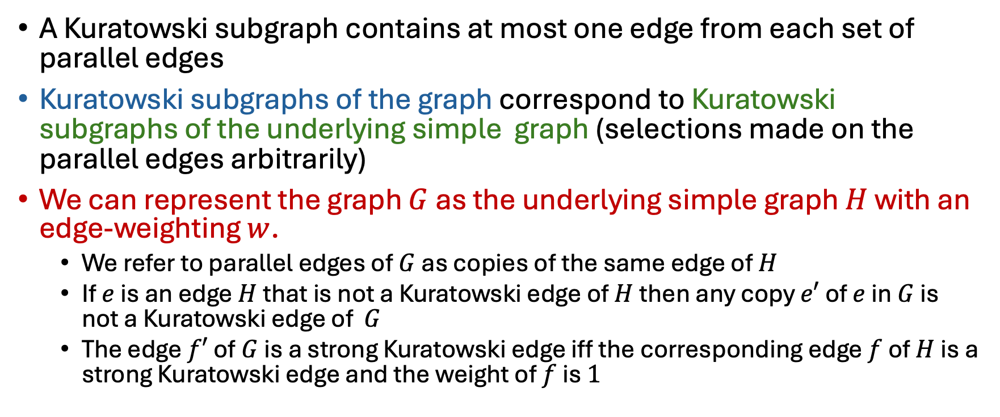 • A Kuratowski subgraph contains at most one edge from each set of
parallel edges
• Kuratowski subgraphs of the graph correspond to Kuratowski
subgraphs of the underlying simple  graph (selections made on the
parallel edges arbitrarily)
• We can represent the graph 𝐺 as the underlying simple graph 𝐻 with an
edge-weighting 𝑤.
• We refer to parallel edges of 𝐺 as copies of the same edge of 𝐻
• If 𝑒 is an edge 𝐻 that is not a Kuratowski edge of 𝐻 then any copy 𝑒′ of 𝑒 in 𝐺 is
not a Kuratowski edge of  𝐺
• The edge 𝑓′ of 𝐺 is a strong Kuratowski edge iff the corresponding edge 𝑓 of 𝐻 is a
strong Kuratowski edge and the weight of 𝑓 is 1